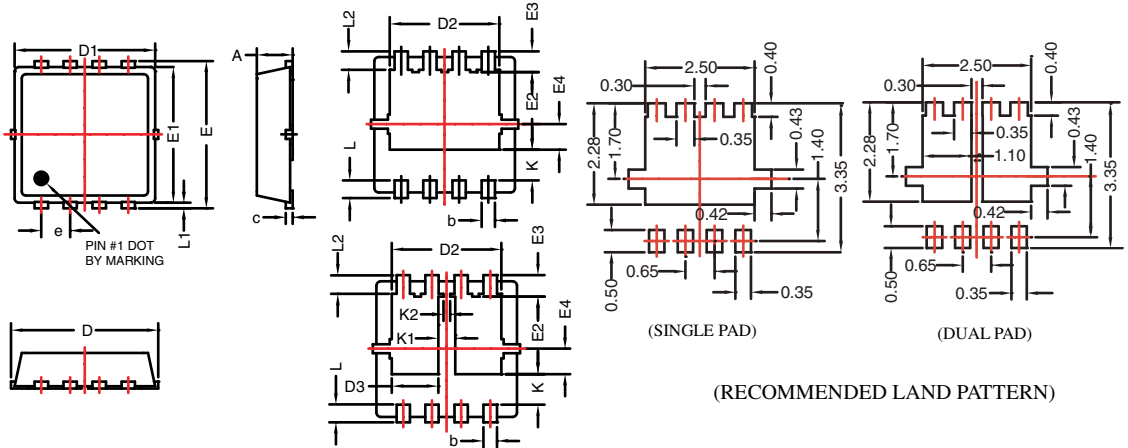 D1
E1
E
e
L1
PIN #1 DOT
BY MARKING
A
c
D
L2
D2
E3
E4
E2
L
K
b
L2
D2
E3
E4
K2
K1
E2
L
D3
K
b
2.50
0.40
0.30
0.35
0.43
2.28
1.70
1.40
3.35
0.42
0.65
0.50
0.35
(SINGLE PAD)
2.50
0.40
0.30
0.35
0.43
2.28
1.70
1.10
1.40
3.35
0.42
0.65
0.50
0.35
(DUAL PAD)
(RECOMMENDED LAND PATTERN)